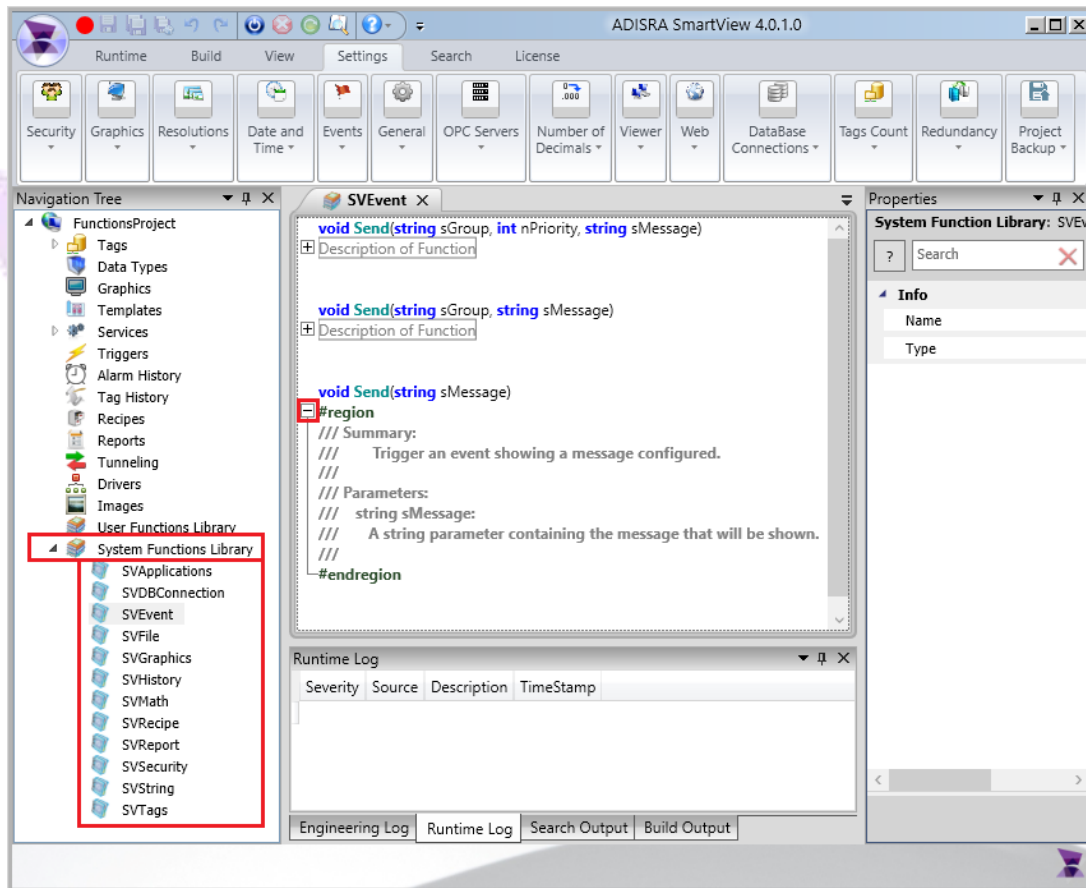 ADISRA SmartView 4.0.1.0
Runtime Build View Settings Search License
Security Graphics Resolutions Date and Time Events General OPC Servers Number of Decimals Viewer Web DataBase Connections Tags Count Redundancy Project Backup
Navigation Tree
FunctionsProject
Tags
Data Types
Graphics
Templates
Services
Triggers
Alarm History
Tag History
Recipes
Reports
Tunneling
Drivers
Images
User Functions Library
System Functions Library
SVApplications
SVDBConnection
SVEvent
SVFile
SVGraphics
SVHistory
SVMath
SVRecipe
SVReport
SVSecurity
SVString
SVTags
SVEvent
void Send(string sGroup, int nPriority, string sMessage)
Description of Function
void Send(string sGroup, string sMessage)
Description of Function
void Send(string sMessage)
#region
/// Summary:
/// Trigger an event showing a message configured.
///
/// Parameters:
/// string sMessage:
/// A string parameter containing the message that will be shown.
///
#endregion
Runtime Log
Severity Source Description TimeStamp
Engineering Log Runtime Log Search Output Build Output
Properties
System Function Library: SVEv
? Search
Info
Name
Type